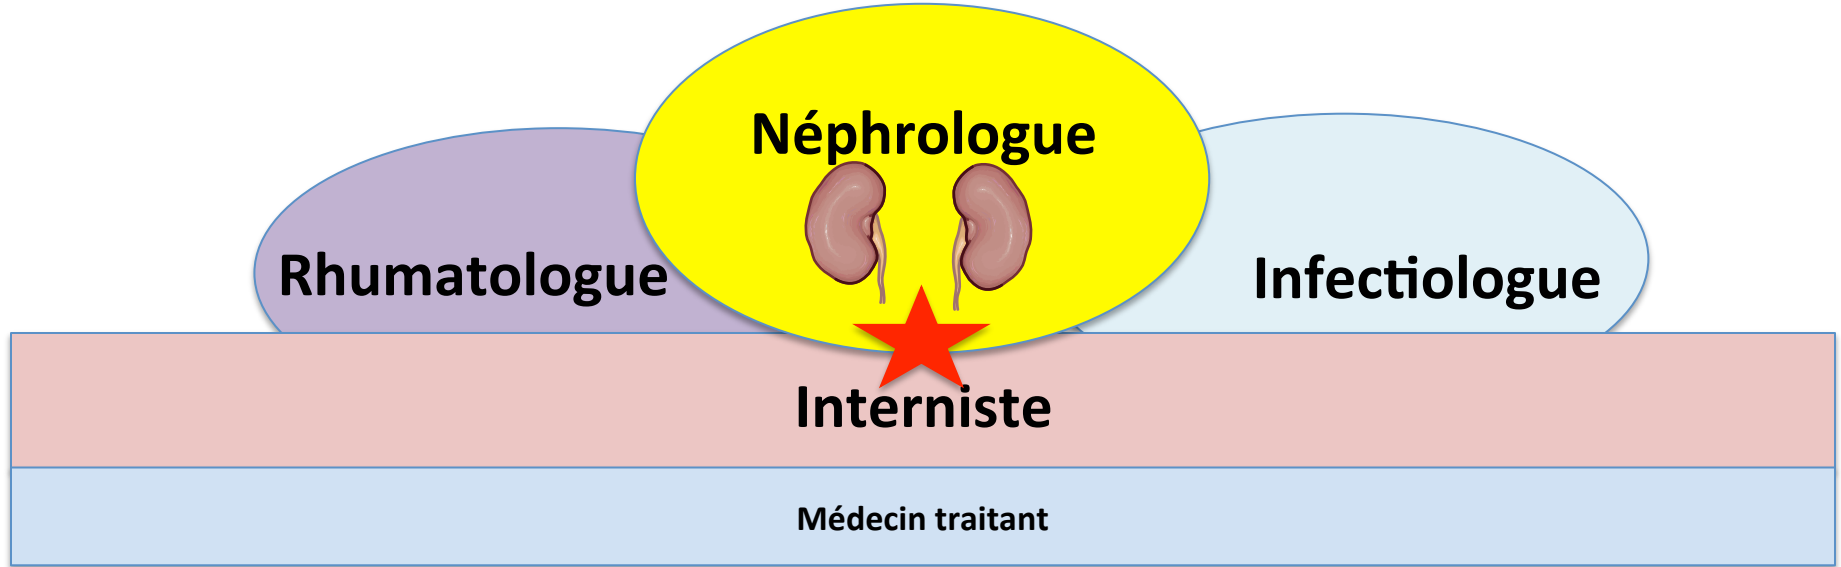 Néphrologue
Rhumatologue
Infectiologue
Interniste
Médecin traitant